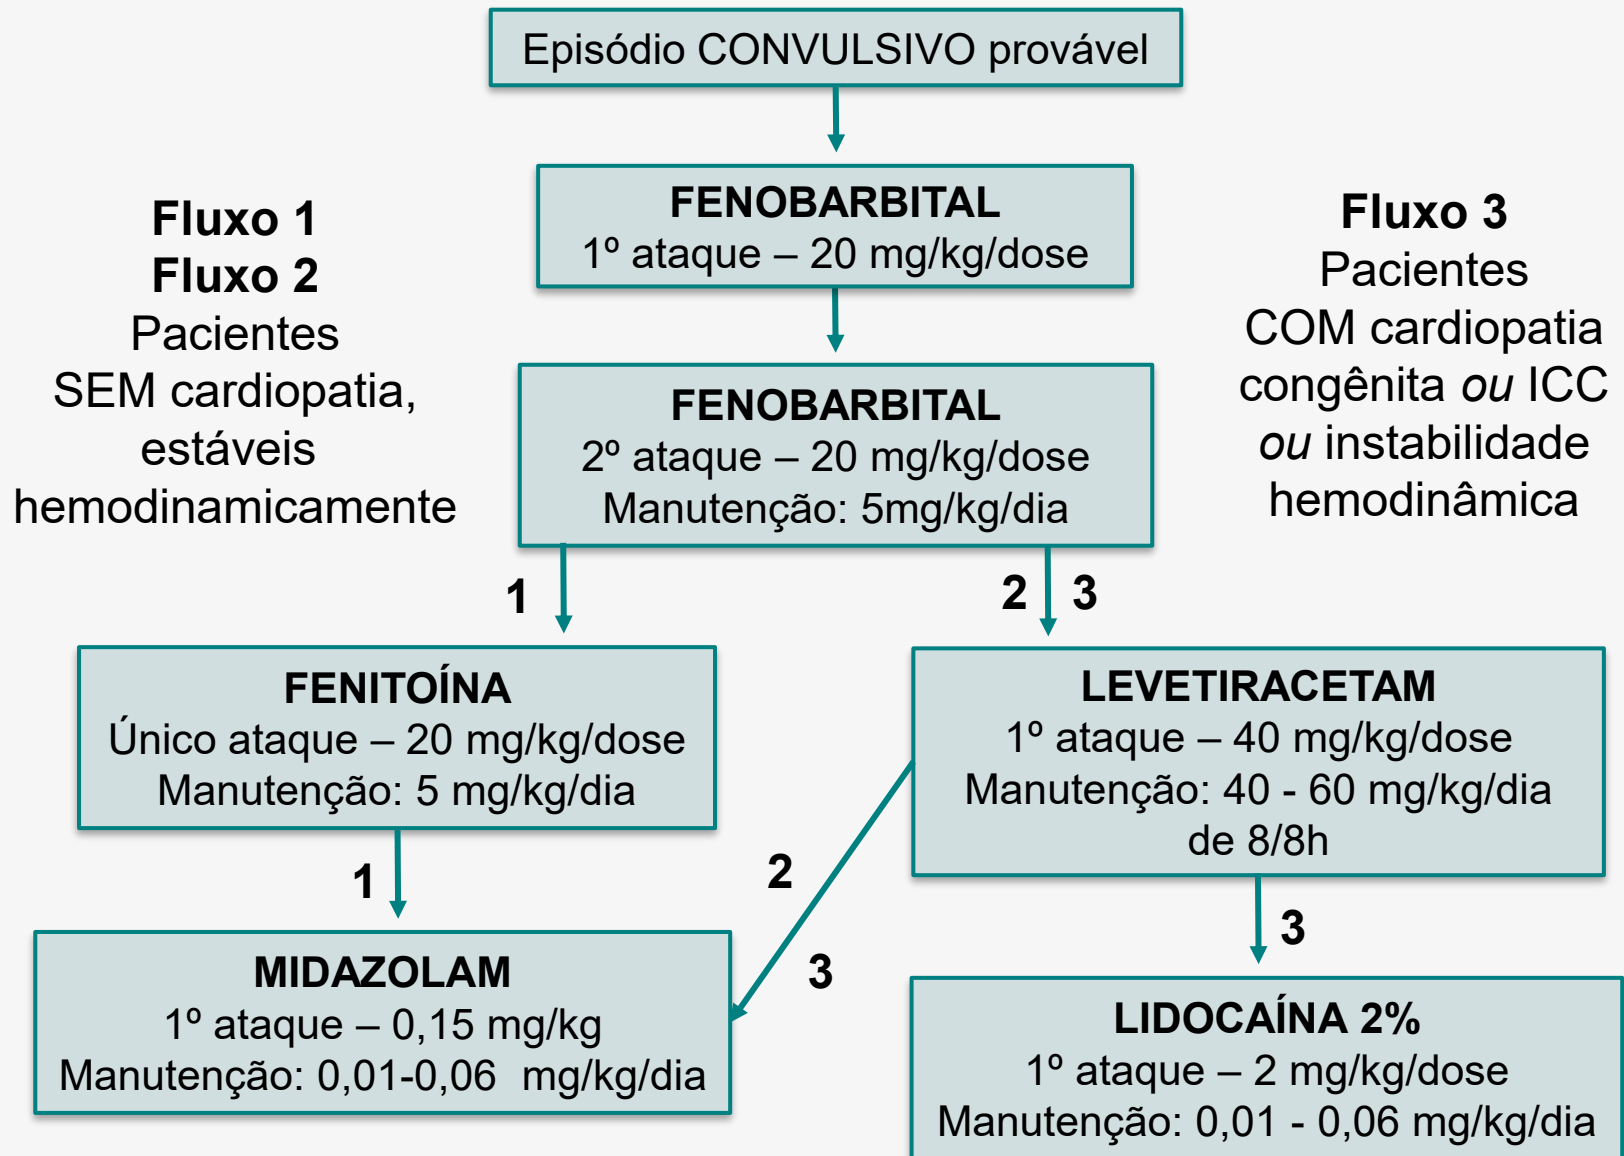 Episódio CONVULSIVO provável
FENOBARBITAL
1º ataque – 20 mg/kg/dose
Fluxo 1
Fluxo 2
Pacientes
SEM cardiopatia,
estáveis
hemodinamicamente
Fluxo 3
Pacientes
COM cardiopatia
congênita ou ICC
ou instabilidade
hemodinâmica
FENOBARBITAL
2º ataque – 20 mg/kg/dose
Manutenção: 5mg/kg/dia
1
2 3
FENITOÍNA
Único ataque – 20 mg/kg/dose
Manutenção: 5 mg/kg/dia
LEVETIRACETAM
1º ataque – 40 mg/kg/dose
Manutenção: 40 - 60 mg/kg/dia
de 8/8h
1
2
3
3
MIDAZOLAM
1º ataque – 0,15 mg/kg
Manutenção: 0,01-0,06 mg/kg/dia
LIDOCAÍNA 2%
1º ataque – 2 mg/kg/dose
Manutenção: 0,01 - 0,06 mg/kg/dia